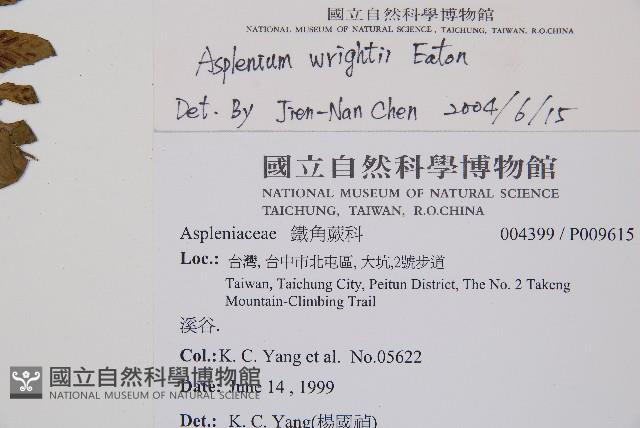 國立自然科學博物館
NATIONAL MUSEUM OF NATURAL SCIENCE, TAICHUNG, TAIWAN, R.O.CHINA
Asplenium wrightii Eaton
Det. By Jien-Nan Chen 2004/6/15
國立自然科學博物館
NATIONAL MUSEUM OF NATURAL SCIENCE
TAICHUNG, TAIWAN, R.O.CHINA
Aspleniaceae 鐵角蕨科 004399 / P009615
Loc.: 台灣, 台中市北屯區, 大坑,2號步道
Taiwan, Taichung City, Peitun District, The No. 2 Takeng
Mountain-Climbing Trail
溪谷.
Col.: K. C. Yang et al. No.05622
國立自然科學博物館
NATIONAL MUSEUM OF NATURAL SCIENCE
Date: June 14 , 1999
Det.: K. C. Yang(楊國禎)